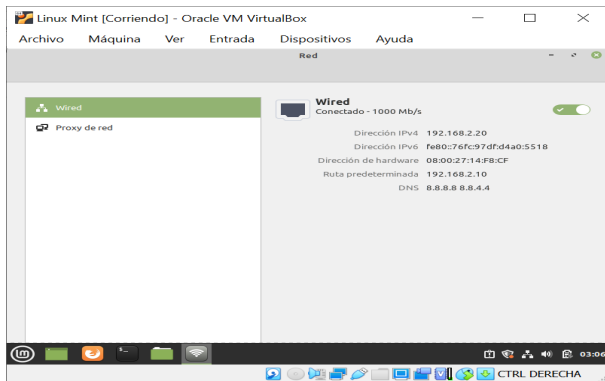 Linux Mint [Corriendo] - Oracle VM VirtualBox
Archivo Máquina Ver Entrada Dispositivos Ayuda
Red
Wired
Proxy de red
Wired
Conectado - 1000 Mb/s
Dirección IPv4 192.168.2.20
Dirección IPv6 fe80::76fc:97df:d4a0:5518
Dirección de hardware 08:00:27:14:F8:CF
Ruta predeterminada 192.168.2.10
DNS 8.8.8.8 8.8.4.4
03:06
CTRL DERECHA